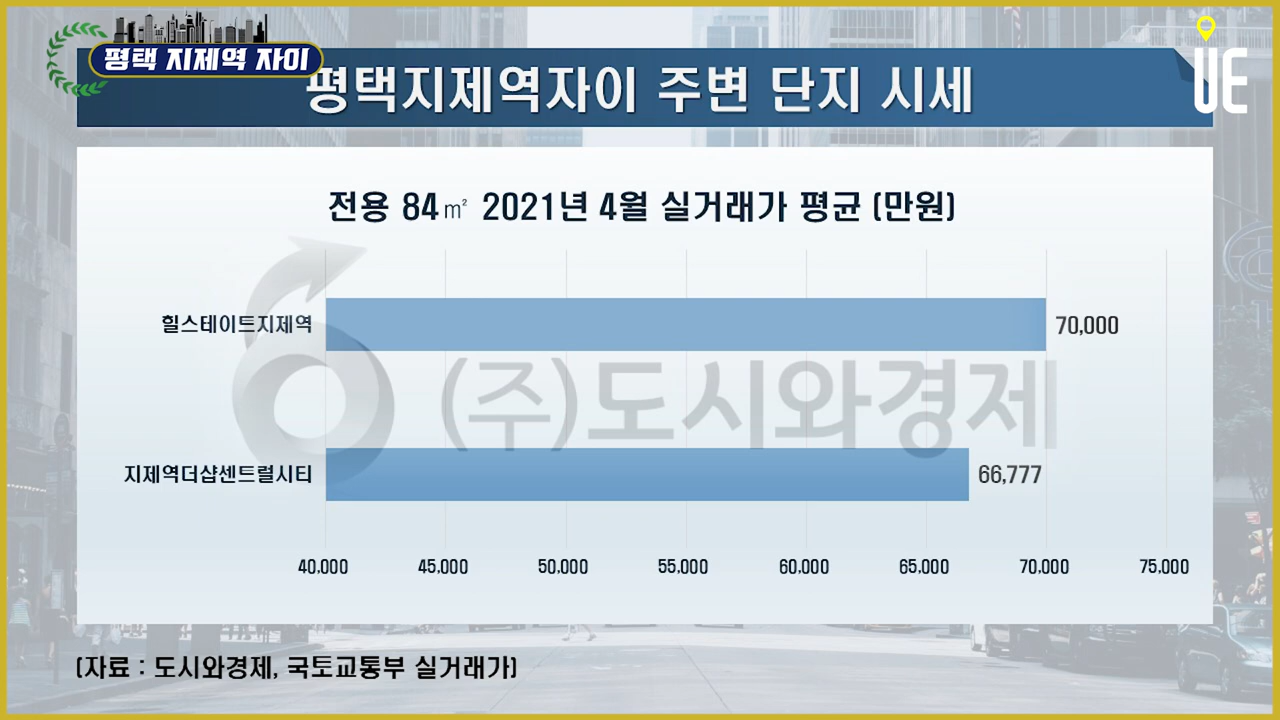 평택 지제역 자이
UE
평택지제역자이 주변 단지 시세
전용 84㎡ 2021년 4월 실거래가 평균 (만원)
힐스테이트지제역
70,000
(주)도시와경제
지제역더샵센트럴시티
66,777
40,000 45,000 50,000 55,000 60,000 65,000 70,000 75,000
(자료 : 도시와경제, 국토교통부 실거래가)